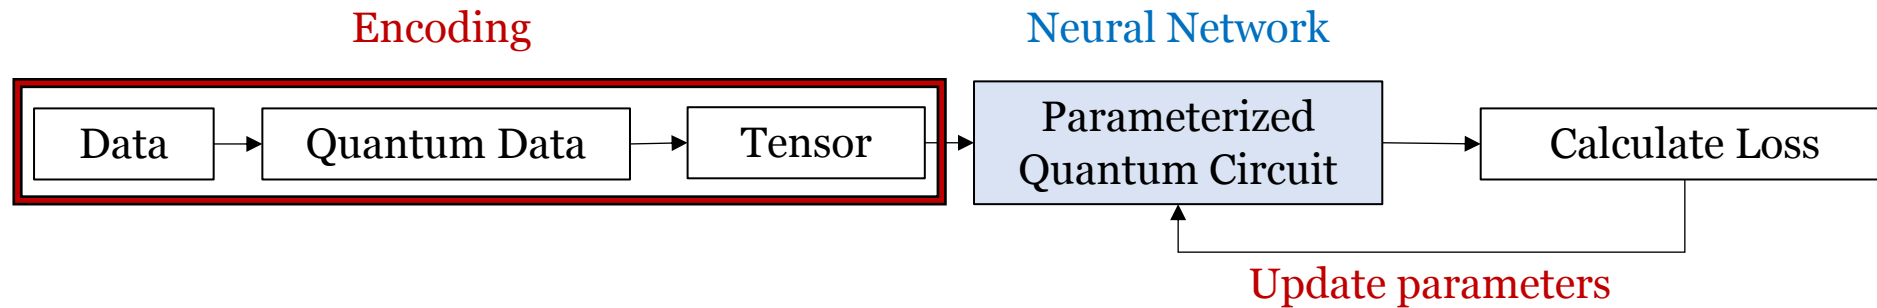 Encoding
Neural Network
Data
Quantum Data
Tensor
Parameterized
Quantum Circuit
Calculate Loss
Update parameters